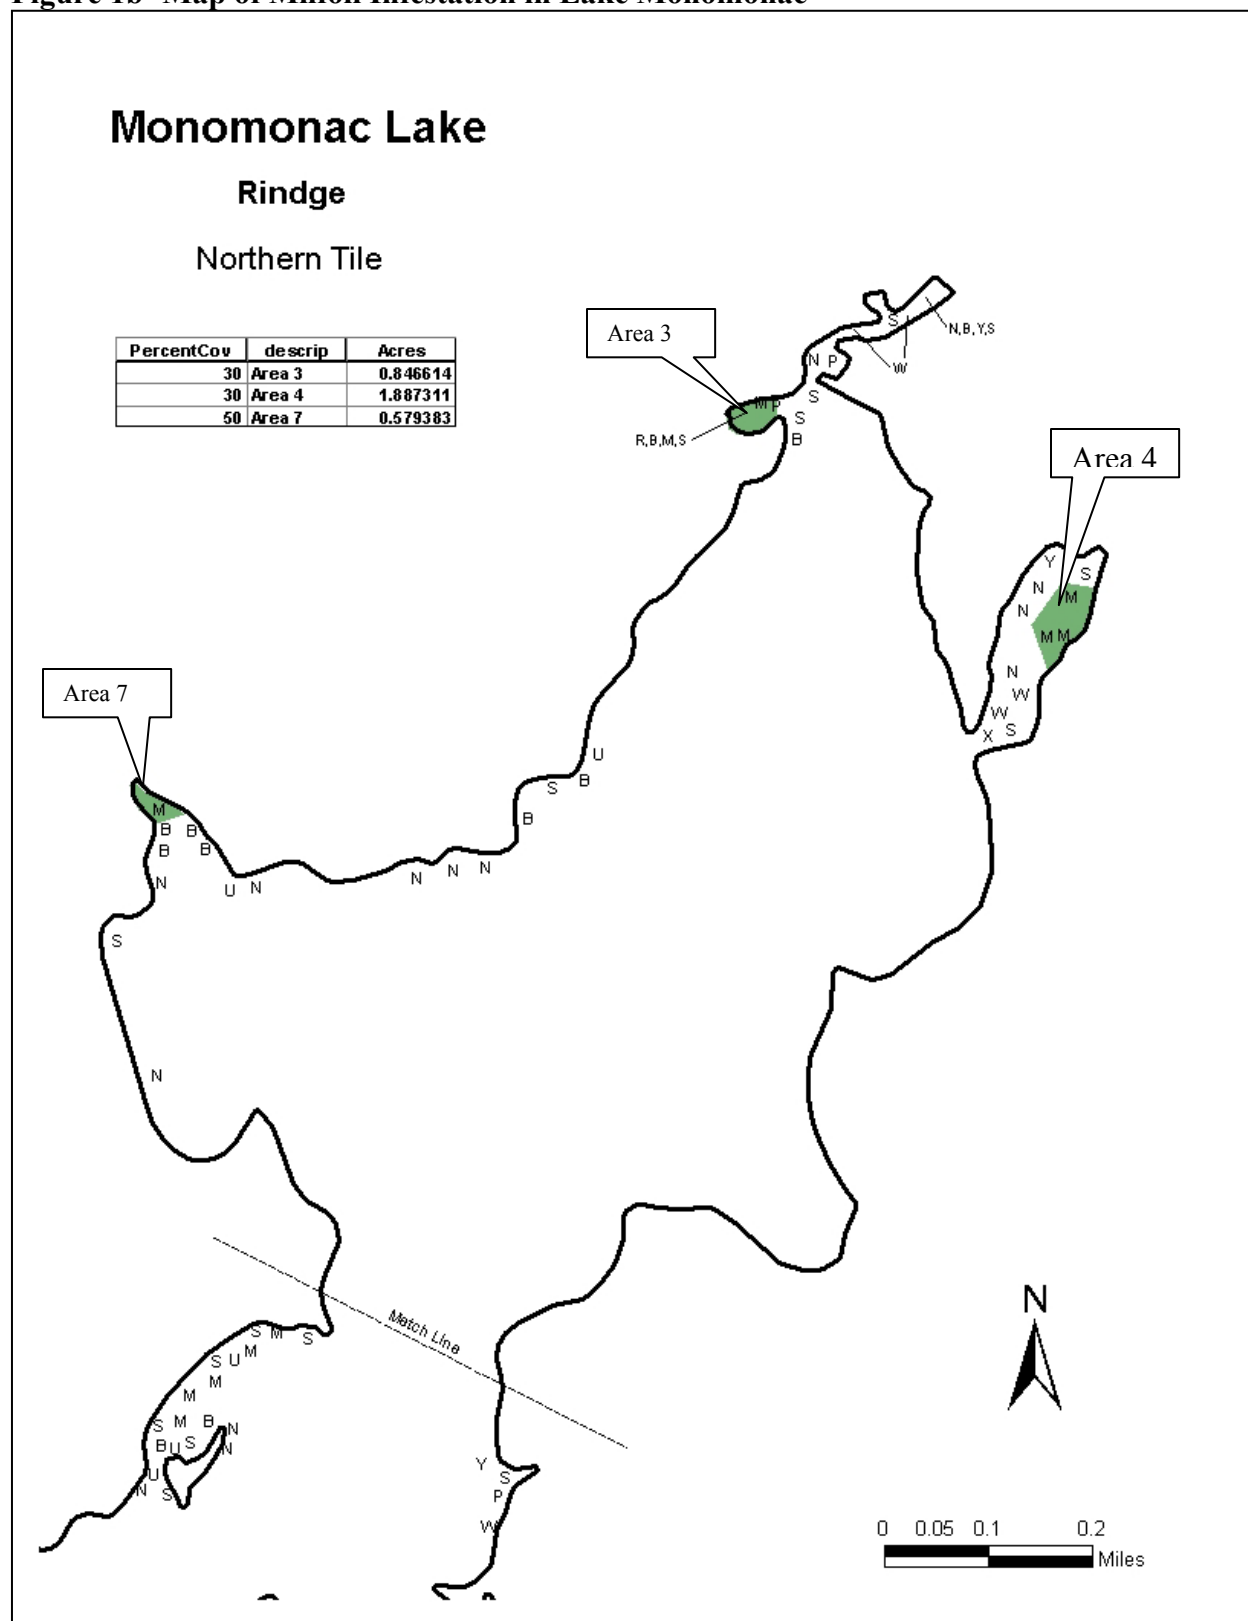 Figure 1b- Map of Milfoil Infestation in Lake Monomonac
Monomonac Lake
Rindge
Northern Tile
PercentCov descrip Acres
30 Area 3 0.846614
30 Area 4 1.887311
50 Area 7 0.579383
Area 3
S
N,B,Y,S
W
N P
S
M P
S
B
R,B,M,S
Area 4
Y
S
N
M
N
M M
N
W
W
S
X
Area 7
U
B
S
B
M
B B
B B
N
U N
N N N
S
N
Match Line
S M S
S U M
M
M
S M B N
B U S N
U
N S
Y
S
P
W
N
0 0.05 0.1 0.2
Miles